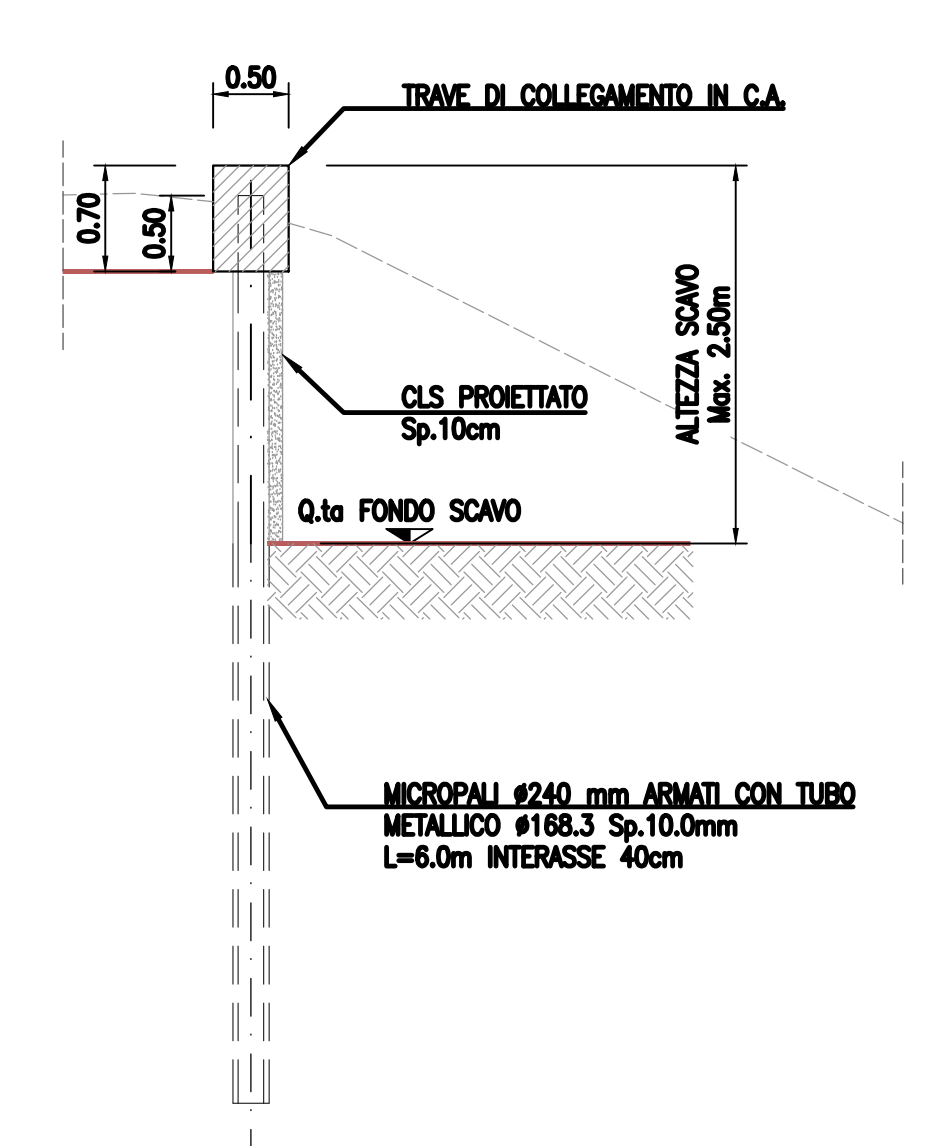 0.50
TRAVE DI COLLEGAMENTO IN C.A.
0.70
0.50
ALTEZZA SCAVO
Max. 2.50m
CLS PROIETTATO
Sp.10cm
Q.ta FONDO SCAVO
MICROPALI ø240 mm ARMATI CON TUBO
METALLICO ø168.3 Sp.10.0mm
L=6.0m INTERASSE 40cm